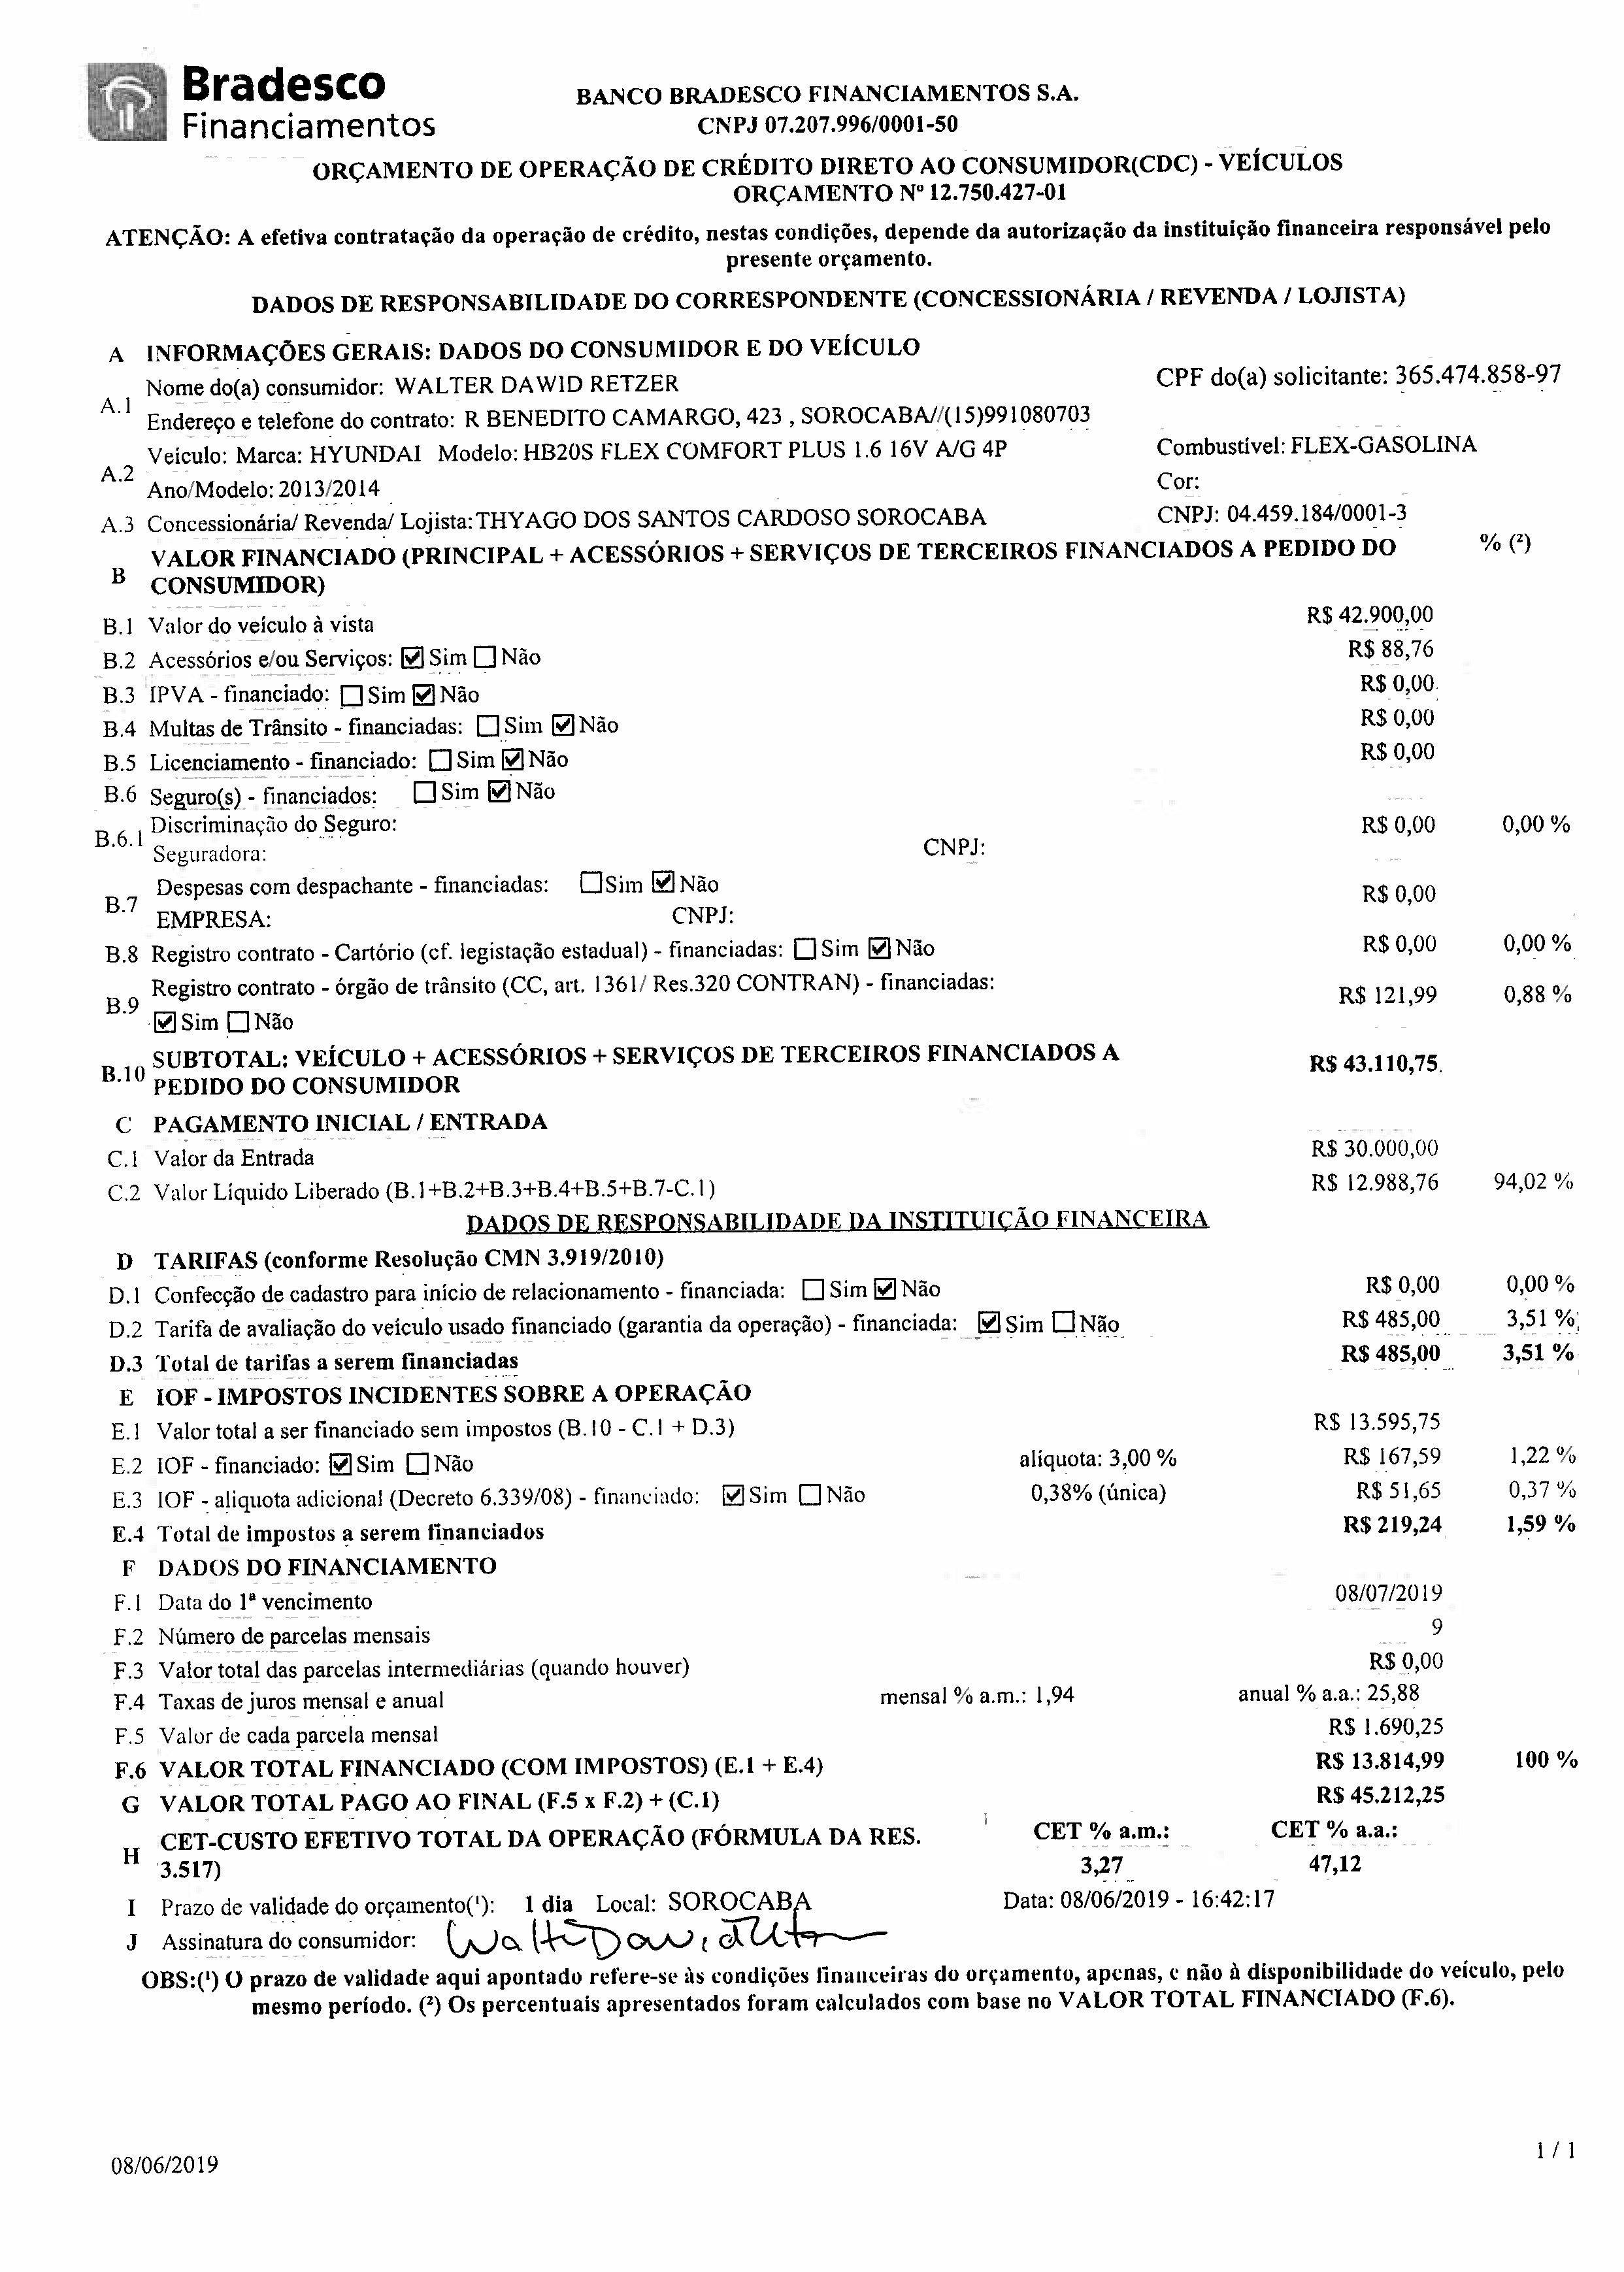 Bradesco
Financiamentos
BANCO BRADESCO FINANCIAMENTOS S.A.
CNPJ 07.207.996/0001-50
ORÇAMENTO DE OPERAÇÃO DE CRÉDITO DIRETO AO CONSUMIDOR(CDC) - VEÍCULOS
ORÇAMENTO Nº 12.750.427-01
ATENÇÃO: A efetiva contratação da operação de crédito, nestas condições, depende da autorização da instituição financeira responsável pelo
presente orçamento.
DADOS DE RESPONSABILIDADE DO CORRESPONDENTE (CONCESSIONÁRIA / REVENDA / LOJISTA)
A INFORMAÇÕES GERAIS: DADOS DO CONSUMIDOR E DO VEÍCULO
A.1 Nome do(a) consumidor: WALTER DAWID RETZER CPF do(a) solicitante: 365.474.858-97
Endereço e telefone do contrato: R BENEDITO CAMARGO, 423 , SOROCABA//(15)991080703
A.2 Veículo: Marca: HYUNDAI Modelo: HB20S FLEX COMFORT PLUS 1.6 16V A/G 4P Combustível: FLEX-GASOLINA
Ano/Modelo: 2013/2014 Cor:
A.3 Concessionária/ Revenda/ Lojista: THYAGO DOS SANTOS CARDOSO SOROCABA CNPJ: 04.459.184/0001-3
B VALOR FINANCIADO (PRINCIPAL + ACESSÓRIOS + SERVIÇOS DE TERCEIROS FINANCIADOS A PEDIDO DO % (²)
CONSUMIDOR)
B.1 Valor do veículo à vista R$ 42.900,00
B.2 Acessórios e/ou Serviços: ☑ Sim ☐ Não R$ 88,76
B.3 IPVA - financiado: ☐ Sim ☑ Não R$ 0,00
B.4 Multas de Trânsito - financiadas: ☐ Sim ☑ Não R$ 0,00
B.5 Licenciamento - financiado: ☐ Sim ☑ Não R$ 0,00
B.6 Seguro(s) - financiados: ☐ Sim ☑ Não
B.6.1 Discriminação do Seguro: R$ 0,00 0,00 %
Seguradora: CNPJ:
B.7 Despesas com despachante - financiadas: ☐ Sim ☑ Não R$ 0,00
EMPRESA: CNPJ:
B.8 Registro contrato - Cartório (cf. legistação estadual) - financiadas: ☐ Sim ☑ Não R$ 0,00 0,00 %
B.9 Registro contrato - órgão de trânsito (CC, art. 1361/ Res.320 CONTRAN) - financiadas: R$ 121,99 0,88 %
☑ Sim ☐ Não
B.10 SUBTOTAL: VEÍCULO + ACESSÓRIOS + SERVIÇOS DE TERCEIROS FINANCIADOS A R$ 43.110,75
PEDIDO DO CONSUMIDOR
C PAGAMENTO INICIAL / ENTRADA
C.1 Valor da Entrada R$ 30.000,00
C.2 Valor Líquido Liberado (B.1+B.2+B.3+B.4+B.5+B.7-C.1) R$ 12.988,76 94,02 %
DADOS DE RESPONSABILIDADE DA INSTITUIÇÃO FINANCEIRA
D TARIFAS (conforme Resolução CMN 3.919/2010)
D.1 Confecção de cadastro para início de relacionamento - financiada: ☐ Sim ☑ Não R$ 0,00 0,00 %
D.2 Tarifa de avaliação do veículo usado financiado (garantia da operação) - financiada: ☑ Sim ☐ Não R$ 485,00 3,51 %
D.3 Total de tarifas a serem financiadas R$ 485,00 3,51 %
E IOF - IMPOSTOS INCIDENTES SOBRE A OPERAÇÃO
E.1 Valor total a ser financiado sem impostos (B.10 - C.1 + D.3) R$ 13.595,75
E.2 IOF - financiado: ☑ Sim ☐ Não alíquota: 3,00 % R$ 167,59 1,22 %
E.3 IOF - aliquota adicional (Decreto 6.339/08) - financiado: ☑ Sim ☐ Não 0,38% (única) R$ 51,65 0,37 %
E.4 Total de impostos a serem financiados R$ 219,24 1,59 %
F DADOS DO FINANCIAMENTO
F.1 Data do 1ª vencimento 08/07/2019
F.2 Número de parcelas mensais 9
F.3 Valor total das parcelas intermediárias (quando houver) R$ 0,00
F.4 Taxas de juros mensal e anual mensal % a.m.: 1,94 anual % a.a.: 25,88
F.5 Valor de cada parcela mensal R$ 1.690,25
F.6 VALOR TOTAL FINANCIADO (COM IMPOSTOS) (E.1 + E.4) R$ 13.814,99 100 %
G VALOR TOTAL PAGO AO FINAL (F.5 x F.2) + (C.1) R$ 45.212,25
H CET-CUSTO EFETIVO TOTAL DA OPERAÇÃO (FÓRMULA DA RES. CET % a.m.: CET % a.a.:
3.517) 3,27 47,12
I Prazo de validade do orçamento(¹): 1 dia Local: SOROCABA Data: 08/06/2019 - 16:42:17
J Assinatura do consumidor:
OBS:(¹) O prazo de validade aqui apontado refere-se às condições financeiras do orçamento, apenas, e não à disponibilidade do veículo, pelo
mesmo período. (²) Os percentuais apresentados foram calculados com base no VALOR TOTAL FINANCIADO (F.6).
08/06/2019 1 / 1